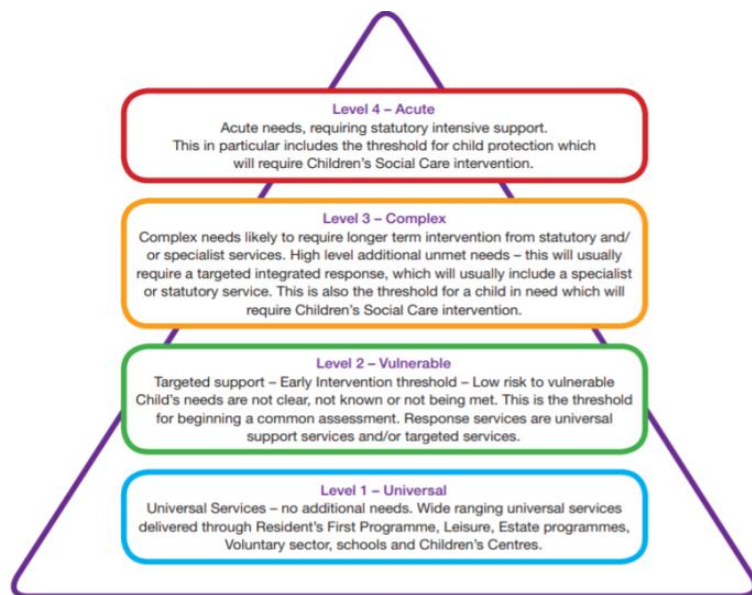 Level 4 – Acute
Acute needs, requiring statutory intensive support.
This in particular includes the threshold for child protection which
will require Children's Social Care intervention.
Level 3 – Complex
Complex needs likely to require longer term intervention from statutory and/
or specialist services. High level additional unmet needs – this will usually
require a targeted integrated response, which will usually include a specialist
or statutory service. This is also the threshold for a child in need which will
require Children's Social Care intervention.
Level 2 – Vulnerable
Targeted support – Early Intervention threshold – Low risk to vulnerable
Child's needs are not clear, not known or not being met. This is the threshold
for beginning a common assessment. Response services are universal
support services and/or targeted services.
Level 1 – Universal
Universal Services – no additional needs. Wide ranging universal services
delivered through Resident's First Programme, Leisure, Estate programmes,
Voluntary sector, schools and Children's Centres.